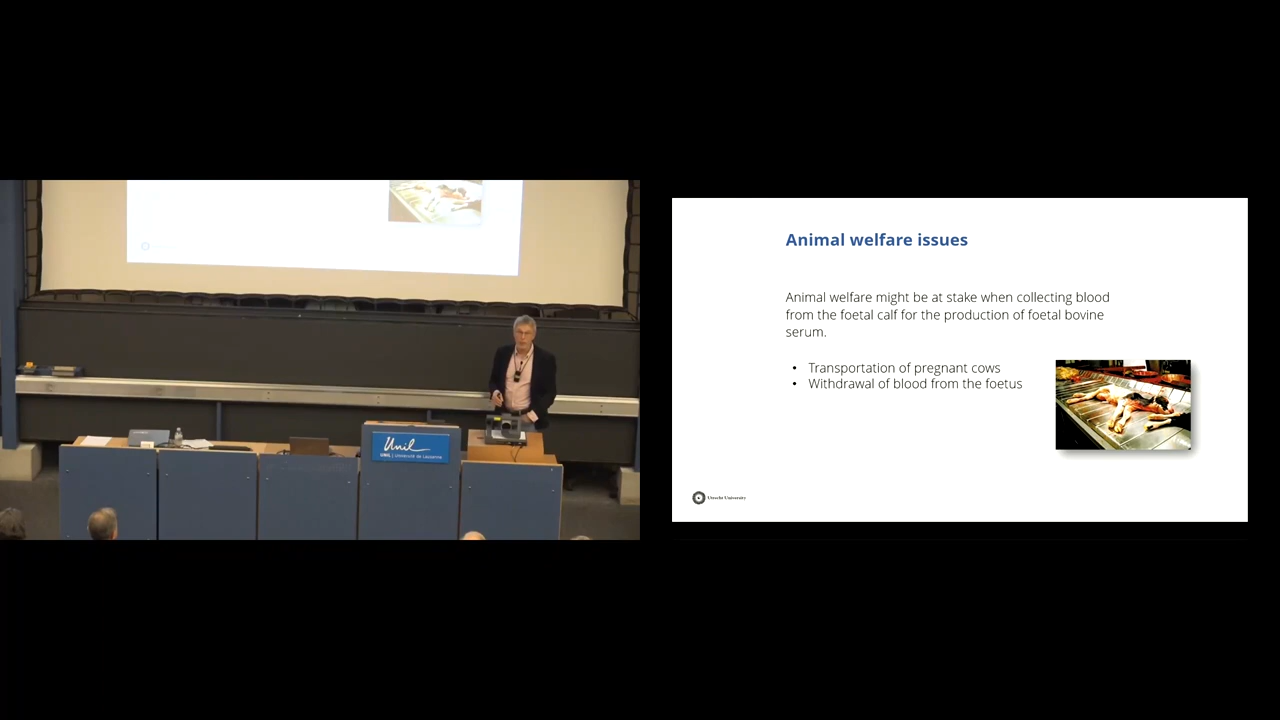 Animal welfare issues
Animal welfare might be at stake when collecting blood
from the foetal calf for the production of foetal bovine
serum.
• Transportation of pregnant cows
• Withdrawal of blood from the foetus
Utrecht University
Unil
UNIL | Université de Lausanne